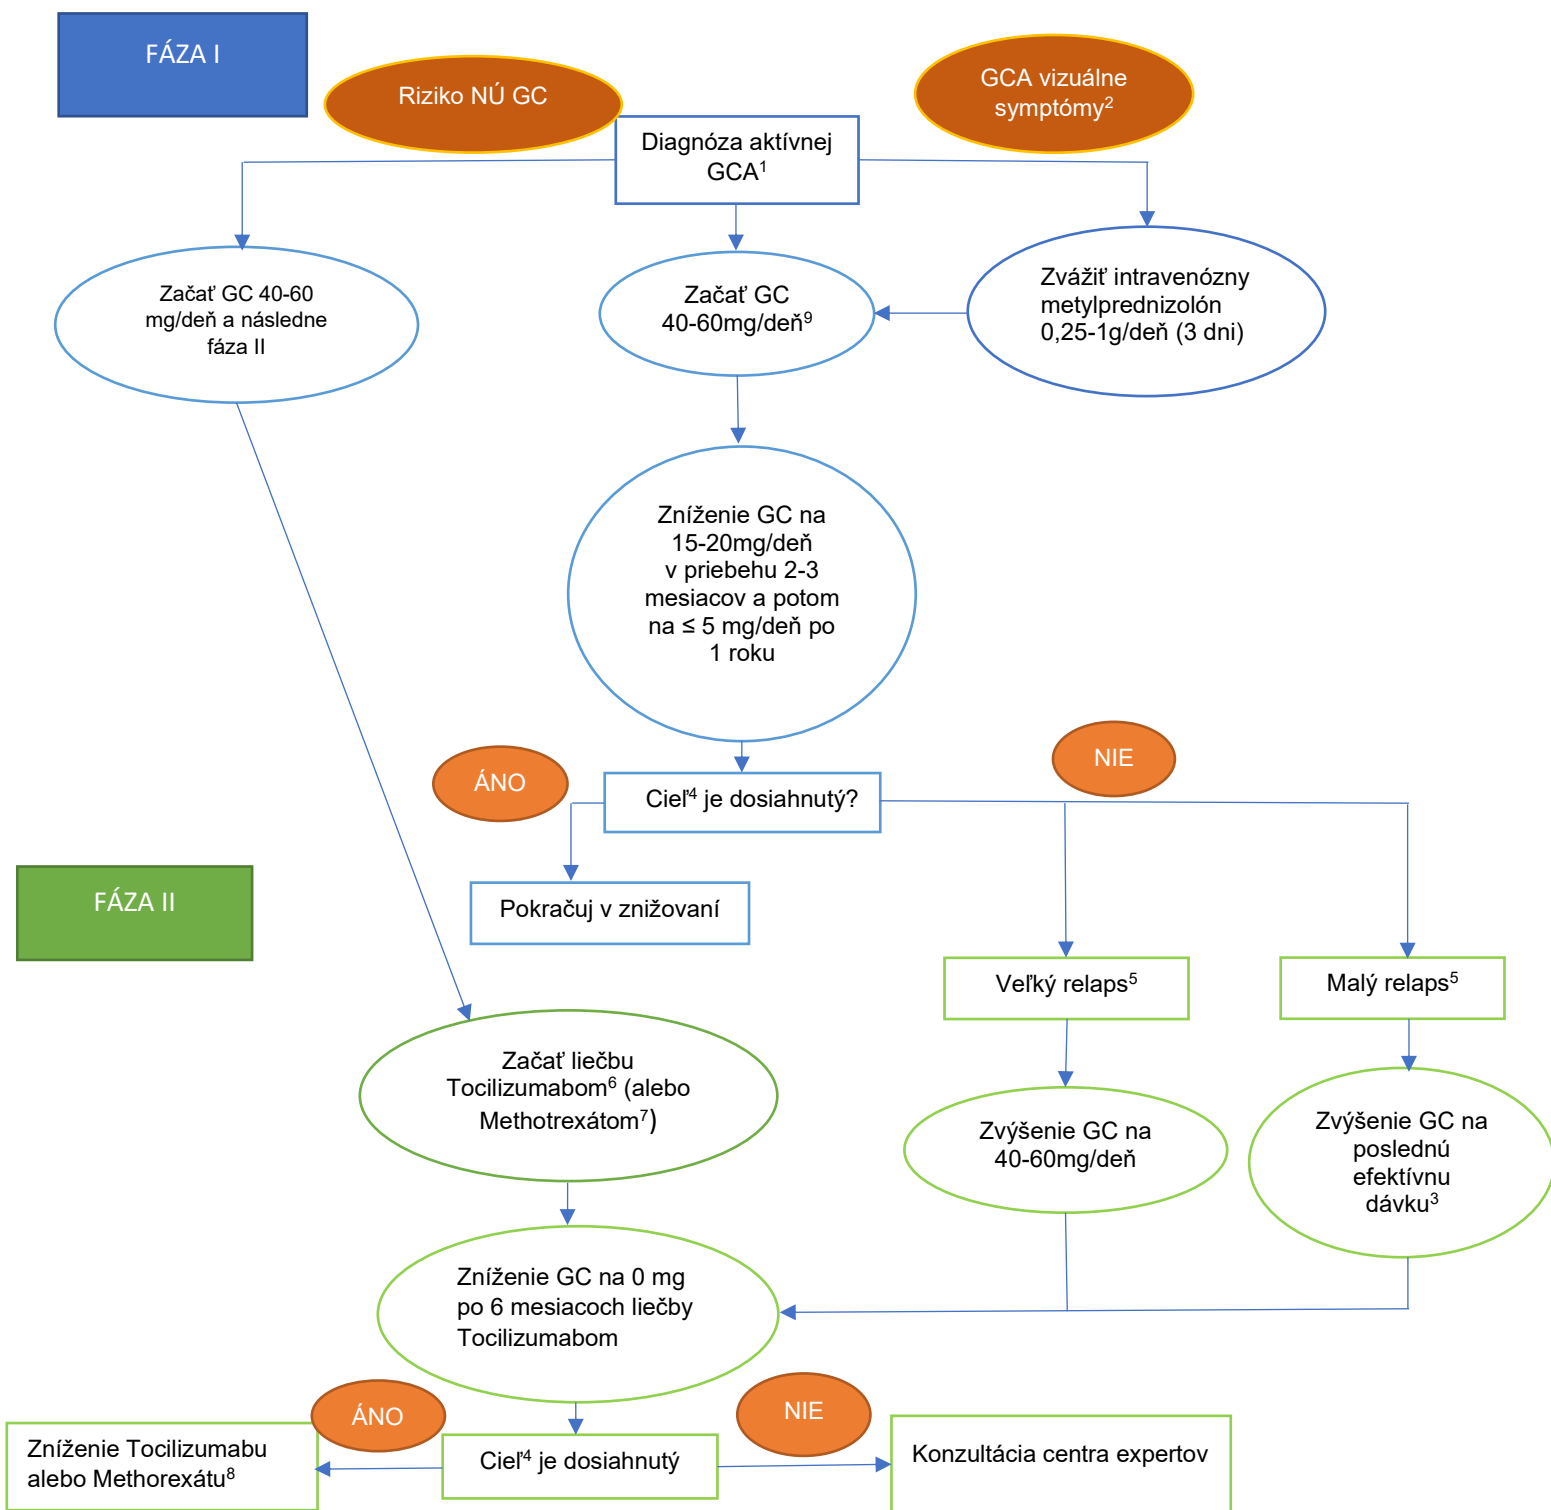 FÁZA I
Riziko NÚ GC
GCA vizuálne
symptómy²
Diagnóza aktívnej
GCA¹
Začať GC 40-60
mg/deň a následne
fáza II
Začať GC
40-60mg/deň⁹
Zvážiť intravenózny
metylprednizolón
0,25-1g/deň (3 dni)
Zníženie GC na
15-20mg/deň
v priebehu 2-3
mesiacov a potom
na ≤ 5 mg/deň po
1 roku
ÁNO
NIE
Cieľ⁴ je dosiahnutý?
FÁZA II
Pokračuj v znižovaní
Veľký relaps⁵
Malý relaps⁵
Začať liečbu
Tocilizumabom⁶ (alebo
Methotrexátom⁷)
Zvýšenie GC na
40-60mg/deň
Zvýšenie GC na
poslednú
efektívnu
dávku³
Zníženie GC na 0 mg
po 6 mesiacoch liečby
Tocilizumabom
ÁNO
NIE
Zníženie Tocilizumabu
alebo Methorexátu⁸
Cieľ⁴ je dosiahnutý
Konzultácia centra expertov